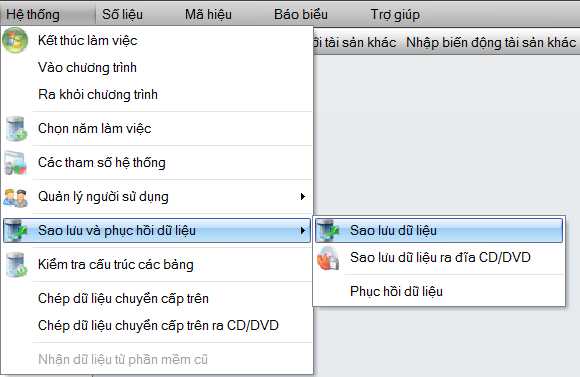 Hệ thống Số liệu Mã hiệu Báo biểu Trợ giúp
tài sản khác Nhập biến động tài sản khác
Kết thúc làm việc
Vào chương trình
Ra khỏi chương trình
Chọn năm làm việc
Các tham số hệ thống
Quản lý người sử dụng
Sao lưu và phục hồi dữ liệu
Sao lưu dữ liệu
Sao lưu dữ liệu ra đĩa CD/DVD
Phục hồi dữ liệu
Kiểm tra cấu trúc các bảng
Chép dữ liệu chuyển cấp trên
Chép dữ liệu chuyển cấp trên ra CD/DVD
Nhận dữ liệu từ phần mềm cũ